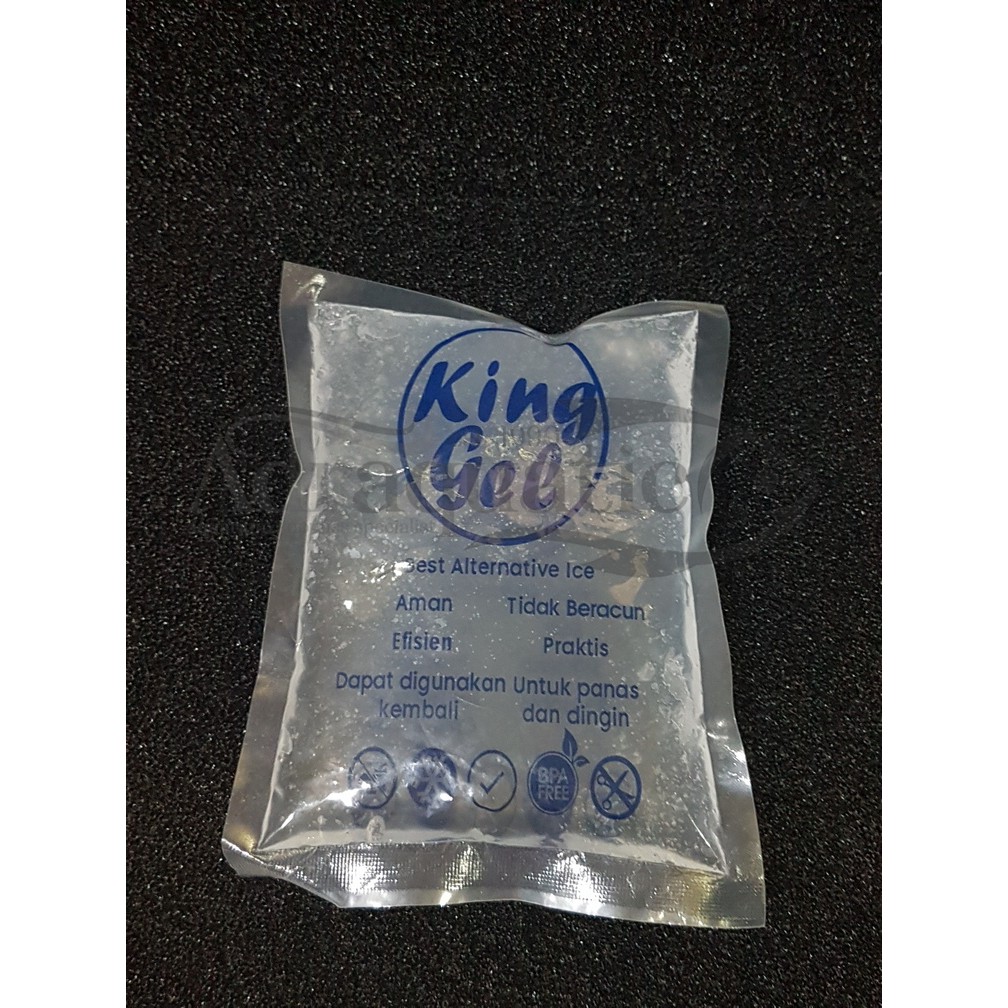 King
Gel
Best Alternative Ice
Aman Tidak Beracun
Efisien Praktis
Dapat digunakan Untuk panas
kembali dan dingin
BPA
FREE